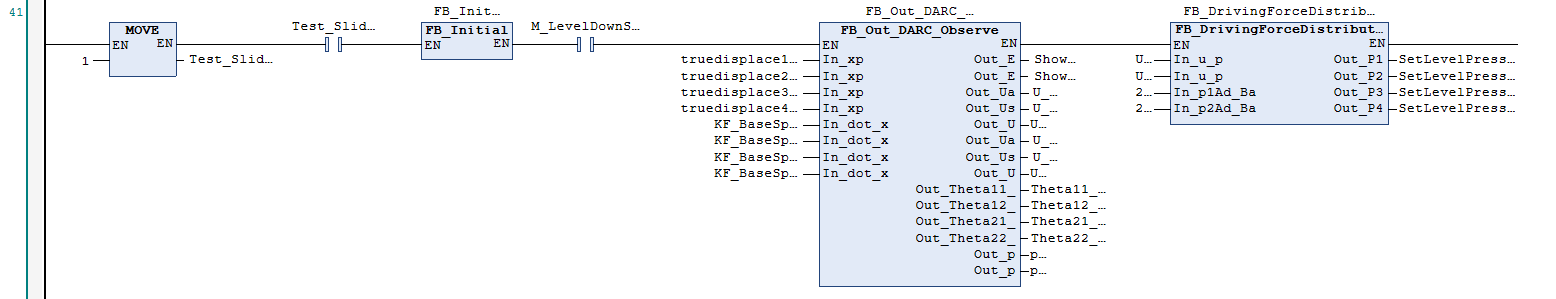 41
FB_Init…
FB_Out_DARC_…
FB_DrivingForceDistrib…
MOVE
Test_Slid…
FB_Initial
M_LevelDownS…
FB_Out_DARC_Observe
FB_DrivingForceDistribut…
EN EN
EN EN
EN EN
EN EN
1
Test_Slid…
truedisplace1… In_xp Out_E Show…
U… In_u_p Out_P1 SetLevelPress…
truedisplace2… In_xp Out_E Show…
U… In_u_p Out_P2 SetLevelPress…
truedisplace3… In_xp Out_Ua U_…
2… In_p1Ad_Ba Out_P3 SetLevelPress…
truedisplace4… In_xp Out_Us U_…
2… In_p2Ad_Ba Out_P4 SetLevelPress…
KF_BaseSp… In_dot_x Out_U U…
KF_BaseSp… In_dot_x Out_Ua U_…
KF_BaseSp… In_dot_x Out_Us U_…
KF_BaseSp… In_dot_x Out_U U…
Out_Theta11_ Theta11_…
Out_Theta12_ Theta12_…
Out_Theta21_ Theta21_…
Out_Theta22_ Theta22_…
Out_p p…
Out_p p…